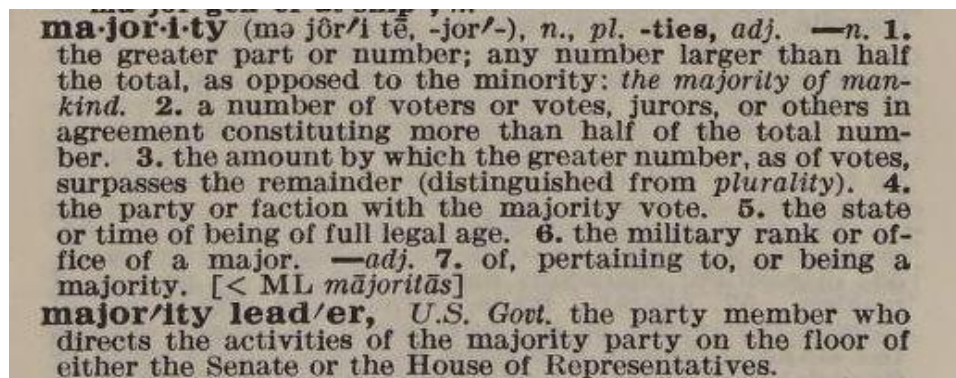 ma·jor·i·ty (mə jôr′i tē, -jor′-), n., pl. -ties, adj. —n. 1.
the greater part or number; any number larger than half
the total, as opposed to the minority: the majority of man-
kind. 2. a number of voters or votes, jurors, or others in
agreement constituting more than half of the total num-
ber. 3. the amount by which the greater number, as of votes,
surpasses the remainder (distinguished from plurality). 4.
the party or faction with the majority vote. 5. the state
or time of being of full legal age. 6. the military rank or of-
fice of a major. —adj. 7. of, pertaining to, or being a
majority. [< ML mājoritās]
major′ity lead′er, U.S. Govt. the party member who
directs the activities of the majority party on the floor of
either the Senate or the House of Representatives.